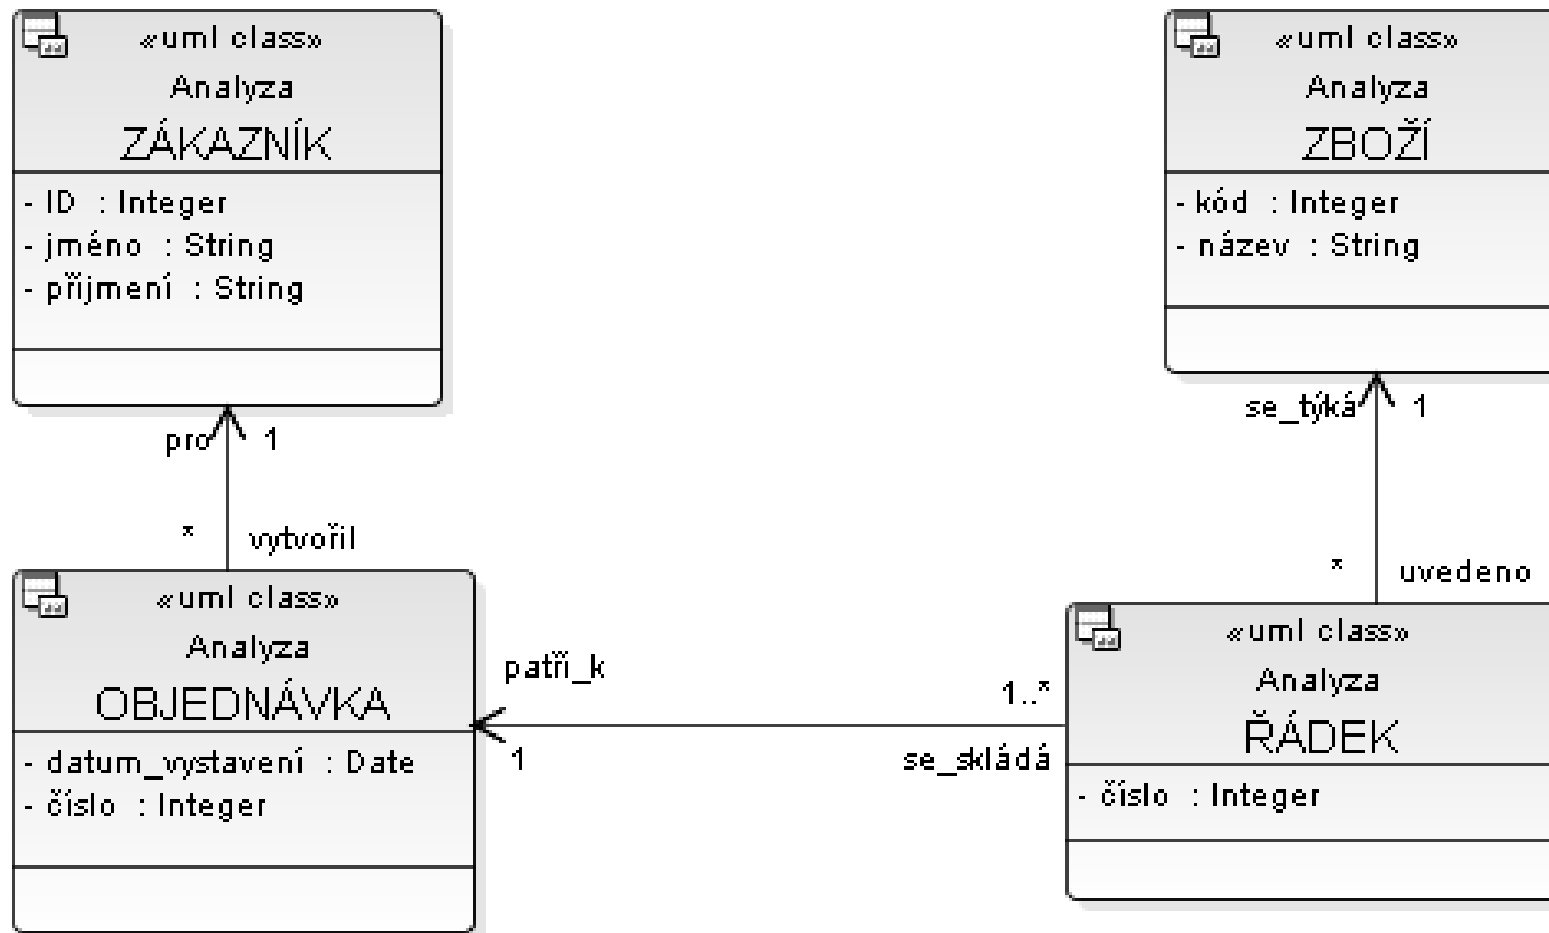 «uml class»
Analyza
ZÁKAZNÍK
- ID : Integer
- jméno : String
- příjmení : String
«uml class»
Analyza
ZBOŽÍ
- kód : Integer
- název : String
pro
1
*
vytvořil
se_týká
1
*
uvedeno
«uml class»
Analyza
OBJEDNÁVKA
- datum_vystavení : Date
- číslo : Integer
patří_k
1
1..*
se_skládá
«uml class»
Analyza
ŘÁDEK
- číslo : Integer